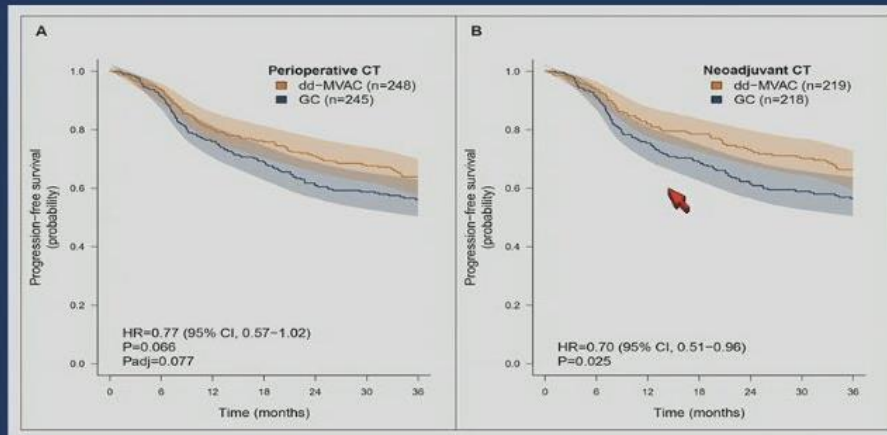 A
Perioperative CT
dd−MVAC (n=248)
GC (n=245)
Progression−free survival
(probability)
1.0
0.8
0.6
0.4
0.2
0.0
HR=0.77 (95% CI, 0.57−1.02)
P=0.066
Padj=0.077
0 6 12 18 24 30 36
Time (months)
B
Neoadjuvant CT
dd−MVAC (n=219)
GC (n=218)
Progression−free survival
(probability)
1.0
0.8
0.6
0.4
0.2
0.0
HR=0.70 (95% CI, 0.51−0.96)
P=0.025
0 6 12 18 24 30 36
Time (months)